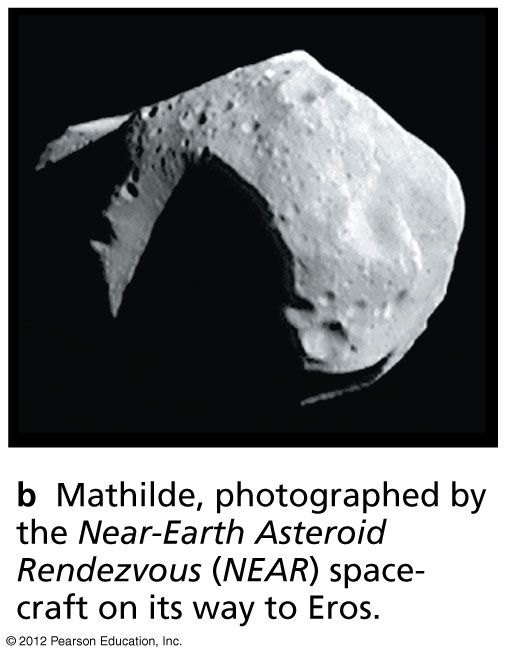 b Mathilde, photographed by
the Near-Earth Asteroid
Rendezvous (NEAR) space-
craft on its way to Eros.
© 2012 Pearson Education, Inc.